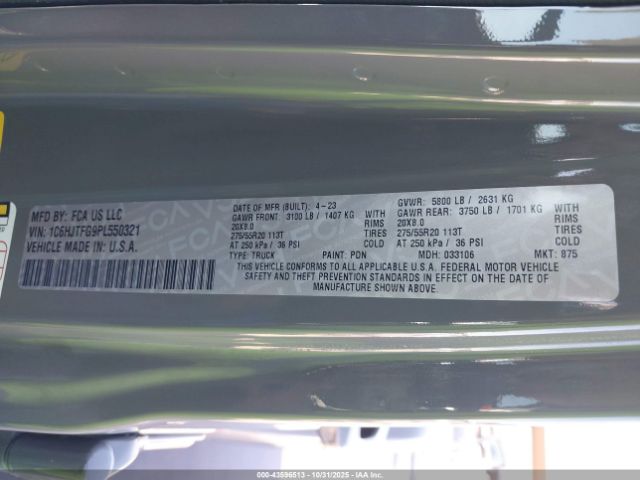 MFD BY: FCA US LLC
VIN: 1C6HJTFG9PL550321
VEHICLE MADE IN U.S.A.
DATE OF MFR (BUILT): 4-23
GAWR FRONT: 3100 LB / 1407 KG WITH
20X8.0 RIMS
275/55R20 113T TIRES
AT 250 kPa / 36 PSI COLD
TYPE: TRUCK PAINT: PDN
GVWR: 5800 LB / 2631 KG
GAWR REAR: 3750 LB / 1701 KG WITH
20X8.0 RIMS
275/55R20 113T TIRES
AT 250 kPa / 36 PSI COLD
MDH: 033106 MKT: 875
THIS VEHICLE CONFORMS TO ALL APPLICABLE U.S.A. FEDERAL MOTOR VEHICLE
SAFETY AND THEFT PREVENTION STANDARDS IN EFFECT ON THE DATE OF
MANUFACTURE SHOWN ABOVE.
000-43596513 - 10/31/2025 - IAAI.com